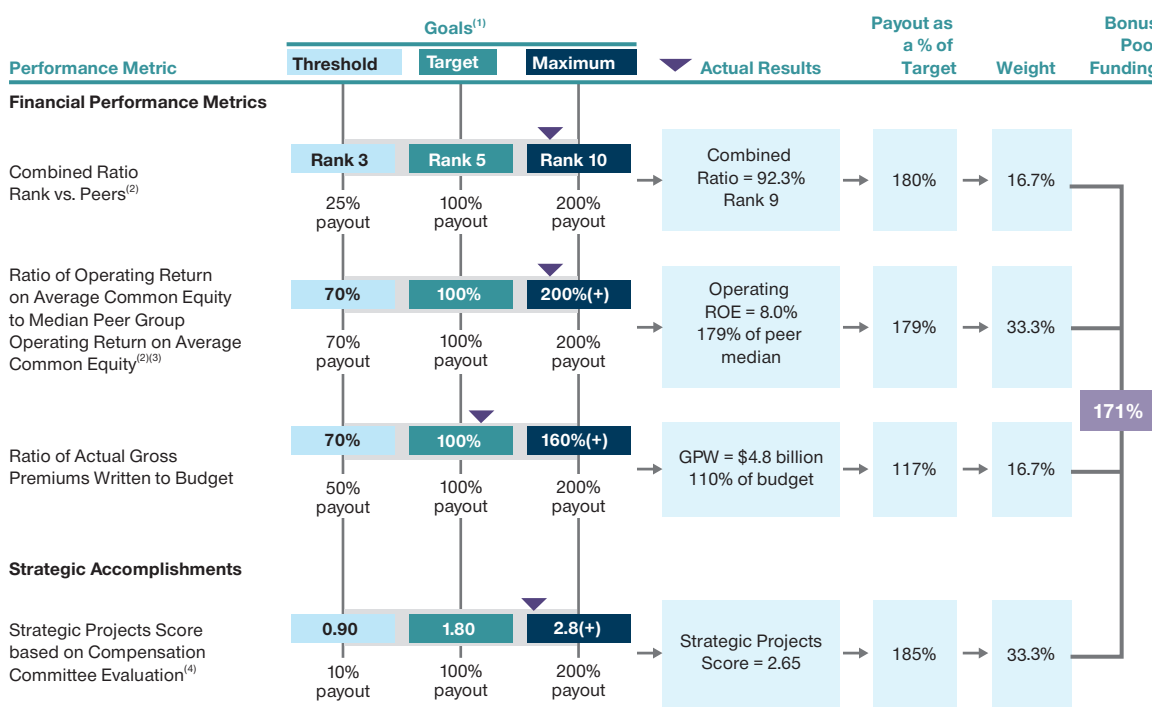 Goals(1)
Payout as
a % of
Target
Bonus
Pool
Funding
Performance Metric
Threshold
Target
Maximum
Actual Results
Weight
Financial Performance Metrics
Combined Ratio
Rank vs. Peers(2)
Rank 3
Rank 5
Rank 10
25%
payout
100%
payout
200%
payout
Combined
Ratio = 92.3%
Rank 9
180%
16.7%
Ratio of Operating Return
on Average Common Equity
to Median Peer Group
Operating Return on Average
Common Equity(2)(3)
70%
100%
200%(+)
70%
payout
100%
payout
200%
payout
Operating
ROE = 8.0%
179% of peer
median
179%
33.3%
171%
Ratio of Actual Gross
Premiums Written to Budget
70%
100%
160%(+)
50%
payout
100%
payout
200%
payout
GPW = $4.8 billion
110% of budget
117%
16.7%
Strategic Accomplishments
Strategic Projects Score
based on Compensation
Committee Evaluation(4)
0.90
1.80
2.8(+)
10%
payout
100%
payout
200%
payout
Strategic Projects
Score = 2.65
185%
33.3%